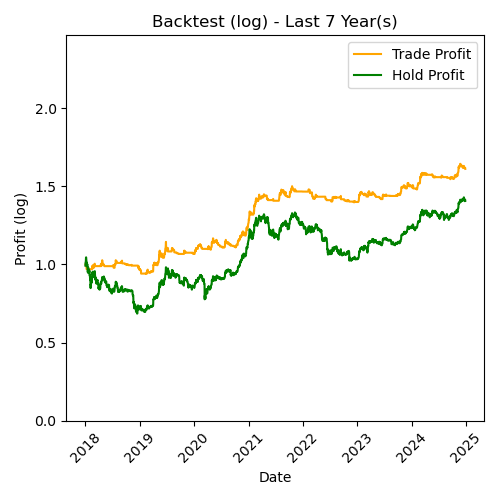 Backtest (log) - Last 7 Year(s)
Trade Profit
Hold Profit
Profit (log)
2.0
1.5
1.0
0.5
0.0
2018 2019 2020 2021 2022 2023 2024 2025
Date